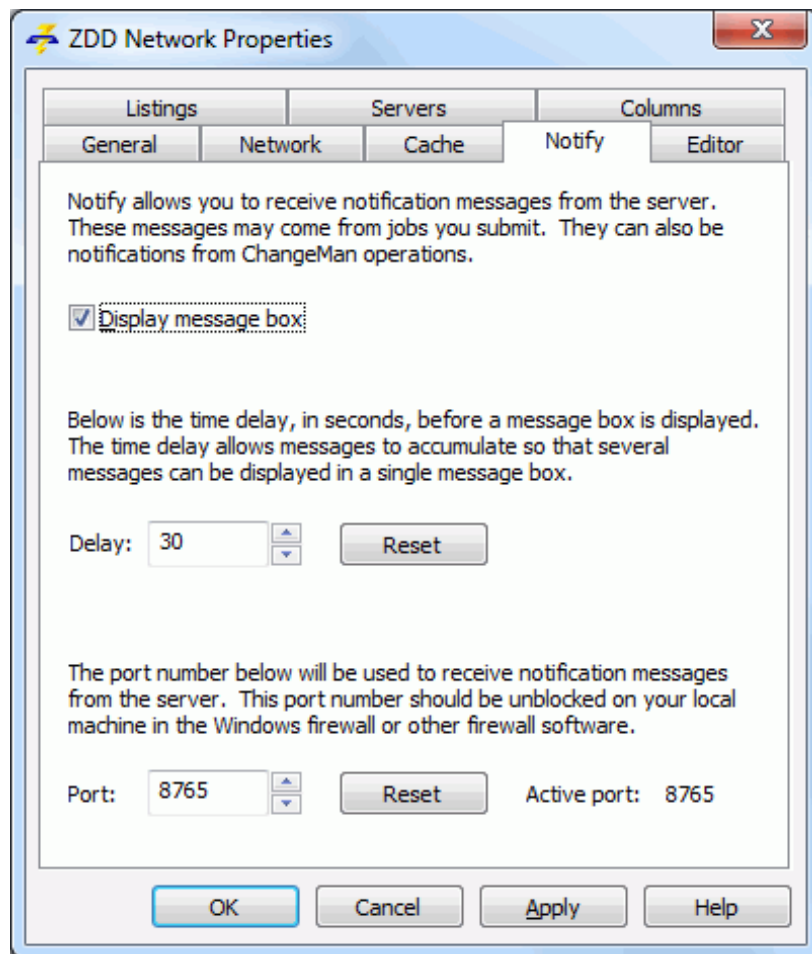 ZDD Network Properties
Listings Servers Columns
General Network Cache Notify Editor
Notify allows you to receive notification messages from the server.
These messages may come from jobs you submit.  They can also be
notifications from ChangeMan operations.
Display message box
Below is the time delay, in seconds, before a message box is displayed.
The time delay allows messages to accumulate so that several
messages can be displayed in a single message box.
Delay: 30 Reset
The port number below will be used to receive notification messages
from the server.  This port number should be unblocked on your local
machine in the Windows firewall or other firewall software.
Port: 8765 Reset Active port: 8765
OK Cancel Apply Help